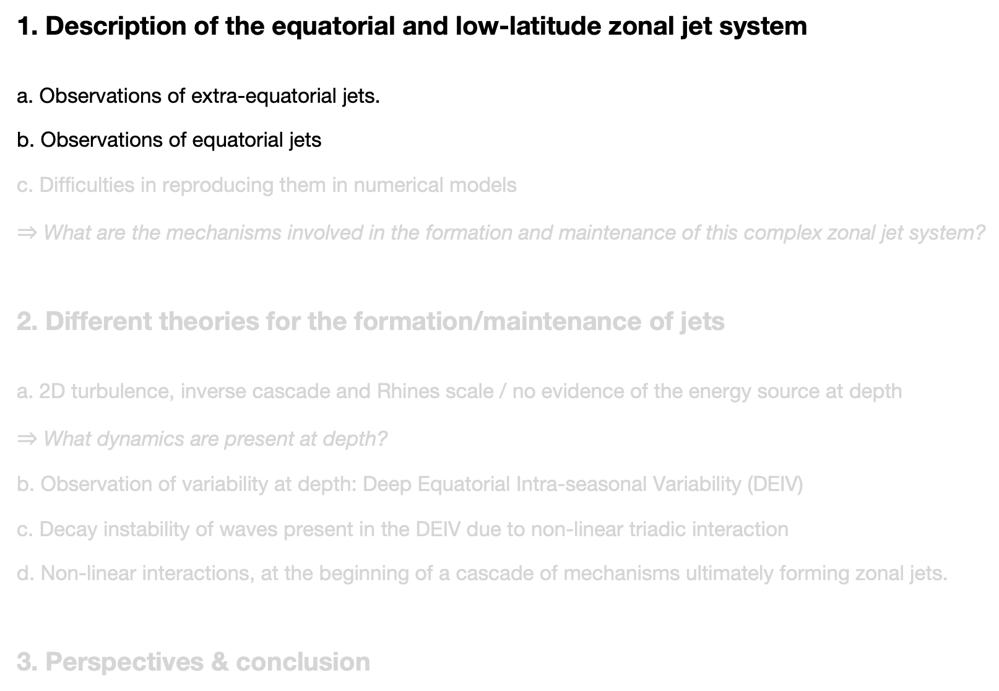 1. Description of the equatorial and low-latitude zonal jet system
a. Observations of extra-equatorial jets.
b. Observations of equatorial jets
c. Difficulties in reproducing them in numerical models
⇒ What are the mechanisms involved in the formation and maintenance of this complex zonal jet system?
2. Different theories for the formation/maintenance of jets
a. 2D turbulence, inverse cascade and Rhines scale / no evidence of the energy source at depth
⇒ What dynamics are present at depth?
b. Observation of variability at depth: Deep Equatorial Intra-seasonal Variability (DEIV)
c. Decay instability of waves present in the DEIV due to non-linear triadic interaction
d. Non-linear interactions, at the beginning of a cascade of mechanisms ultimately forming zonal jets.
3. Perspectives & conclusion